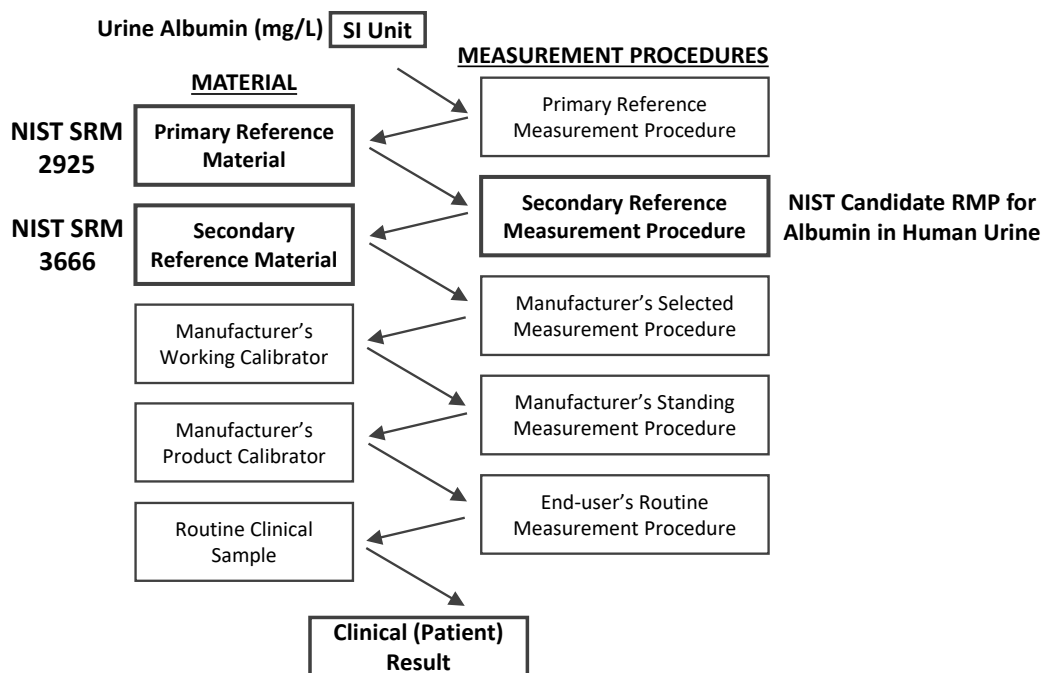 Urine Albumin (mg/L) SI Unit
MEASUREMENT PROCEDURES
MATERIAL
Primary Reference
Measurement Procedure
NIST SRM
2925
Primary Reference
Material
Secondary Reference
Measurement Procedure
NIST Candidate RMP for
Albumin in Human Urine
NIST SRM
3666
Secondary
Reference Material
Manufacturer’s Selected
Measurement Procedure
Manufacturer’s
Working Calibrator
Manufacturer’s Standing
Measurement Procedure
Manufacturer’s
Product Calibrator
End-user’s Routine
Measurement Procedure
Routine Clinical
Sample
Clinical (Patient)
Result